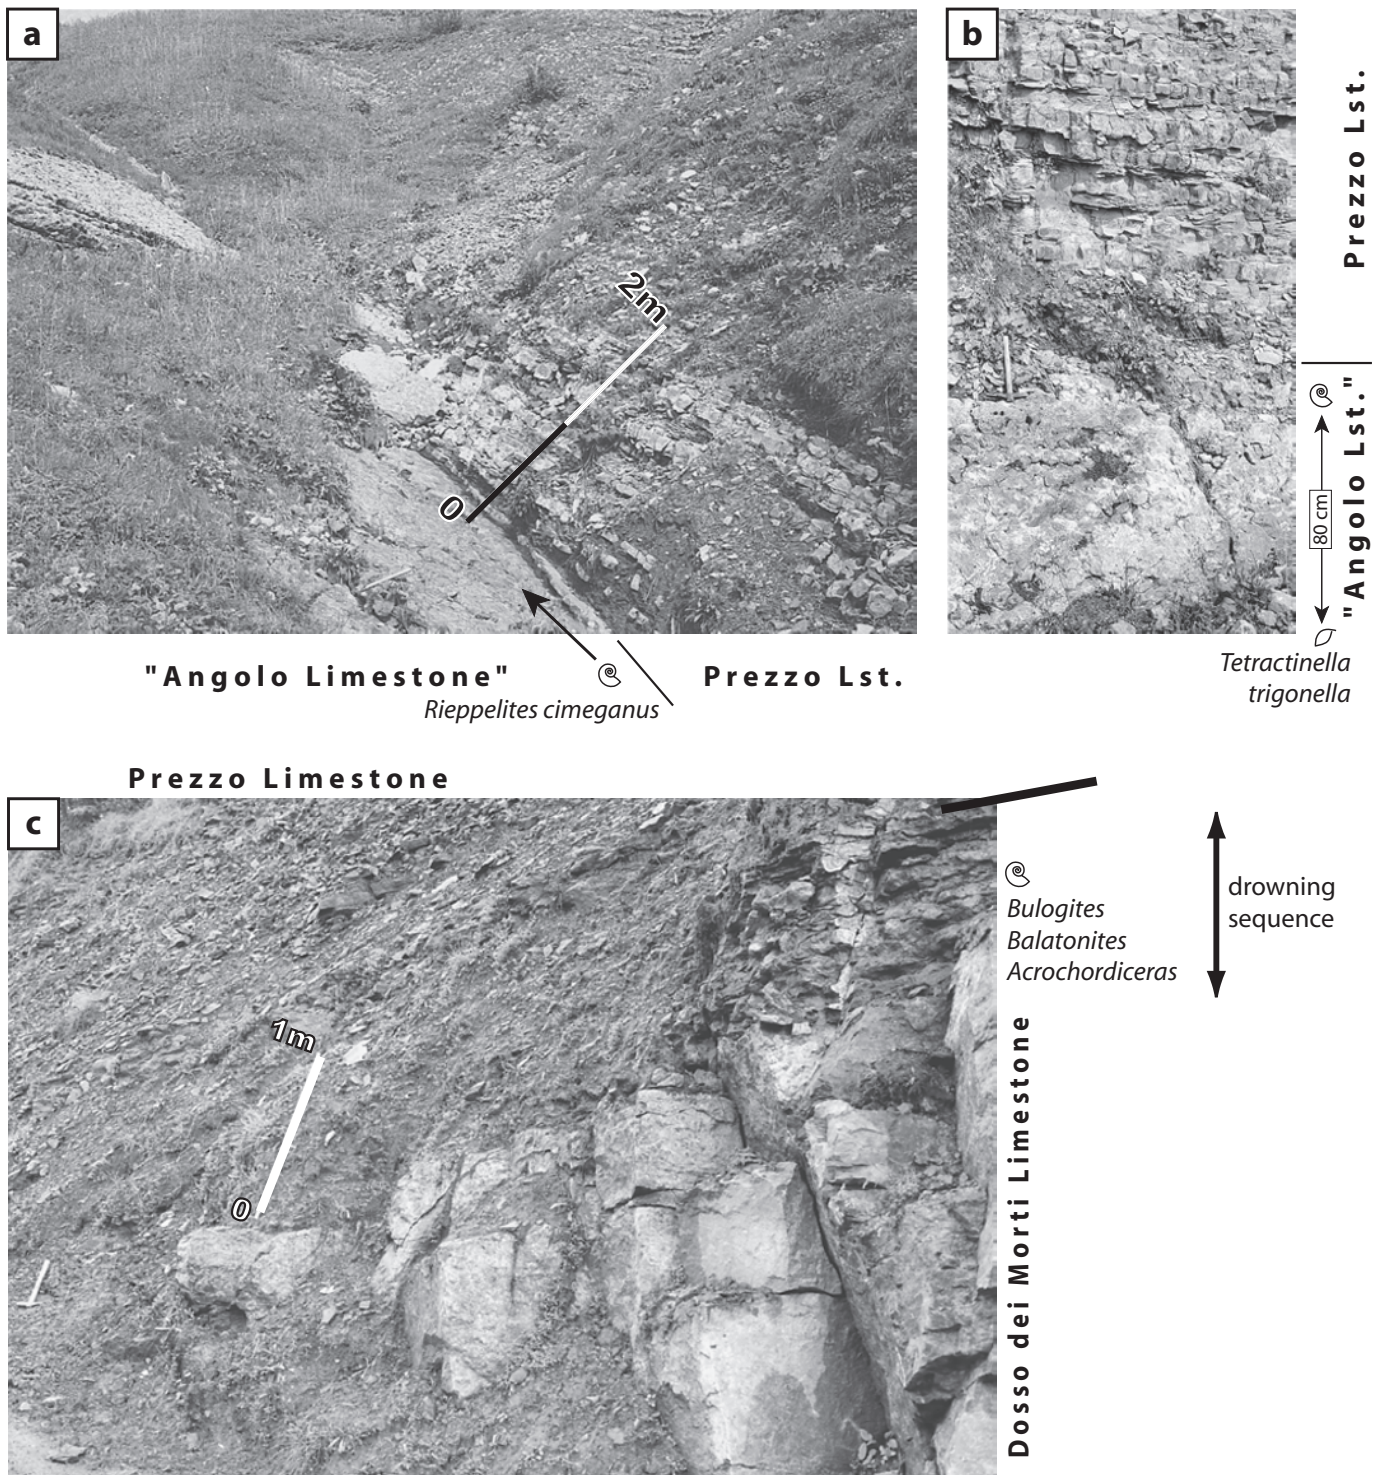 a
2m
0
"Angolo Limestone"
Prezzo Lst.
Rieppelites cimeganus
b
Prezzo Lst.
"Angolo Lst."
80 cm
Tetractinella
trigonella
Prezzo Limestone
c
1m
0
Bulogites
Balatonites
Acrochordiceras
drowning
sequence
Dosso dei Morti Limestone